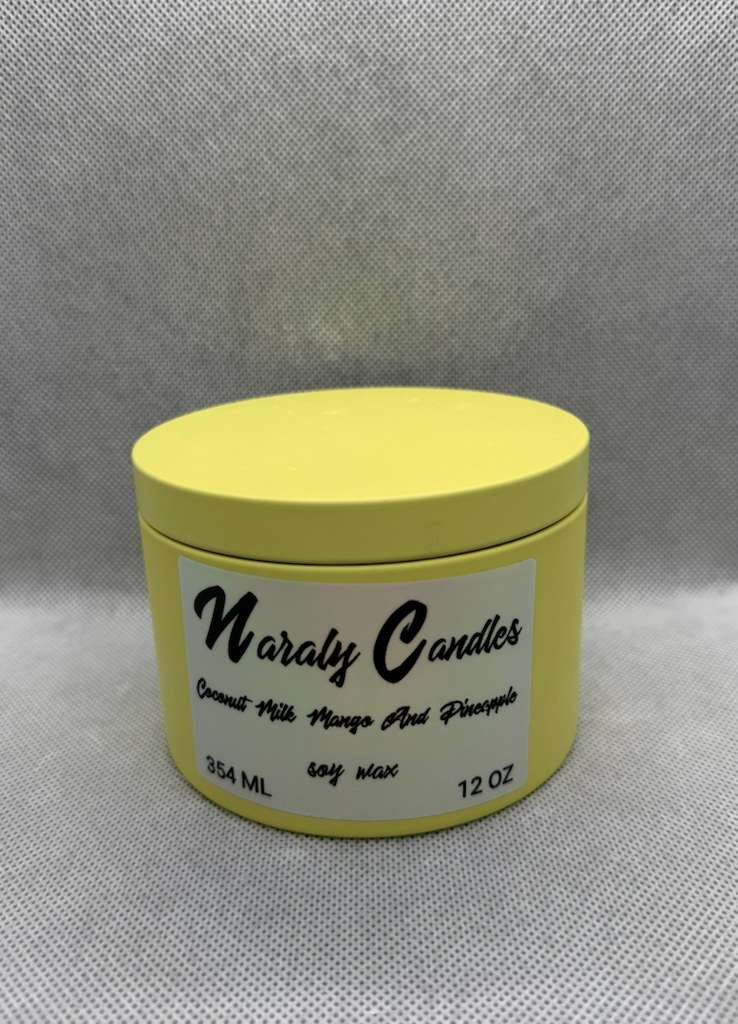 Naraly Candles
Coconut Milk Mango And Pineapple
soy wax
354 ML 12 OZ